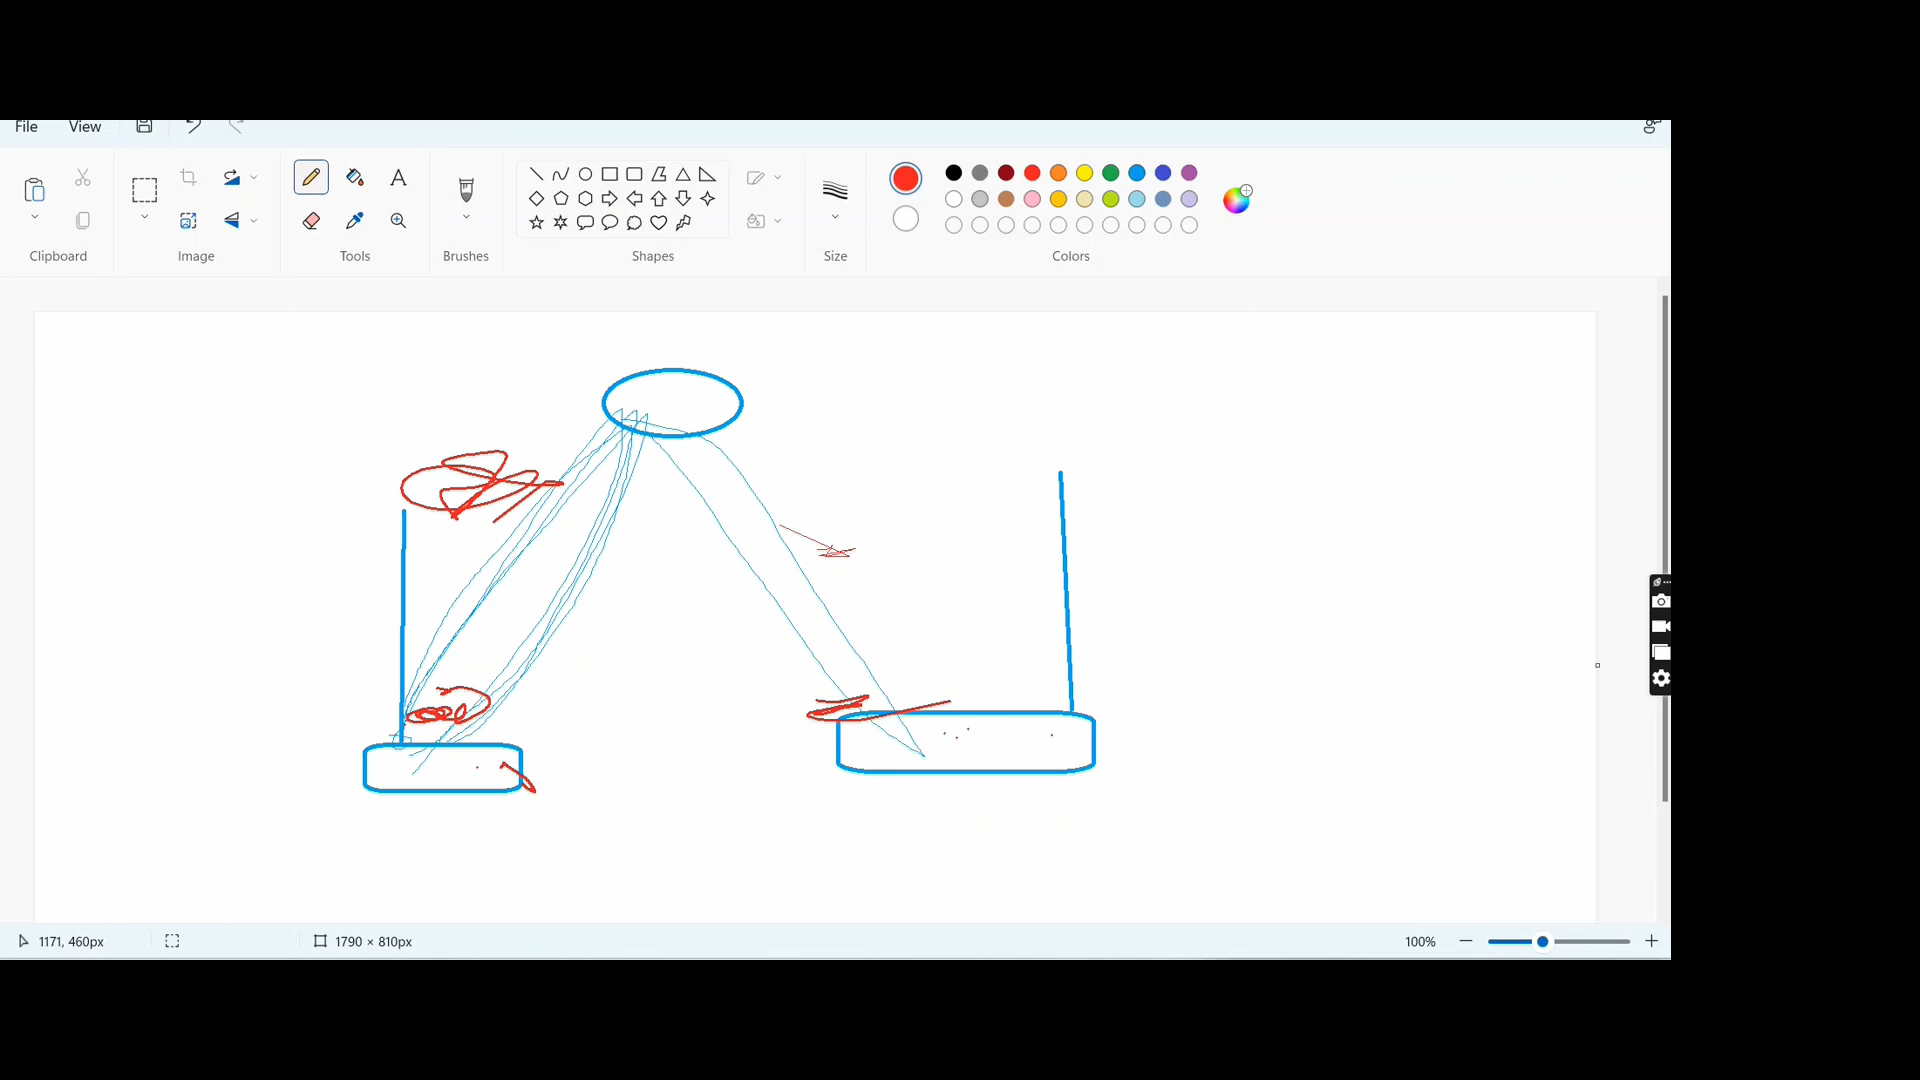 File View
Clipboard Image Tools Brushes Shapes Size Colors
1171, 460px 1790 × 810px 100%